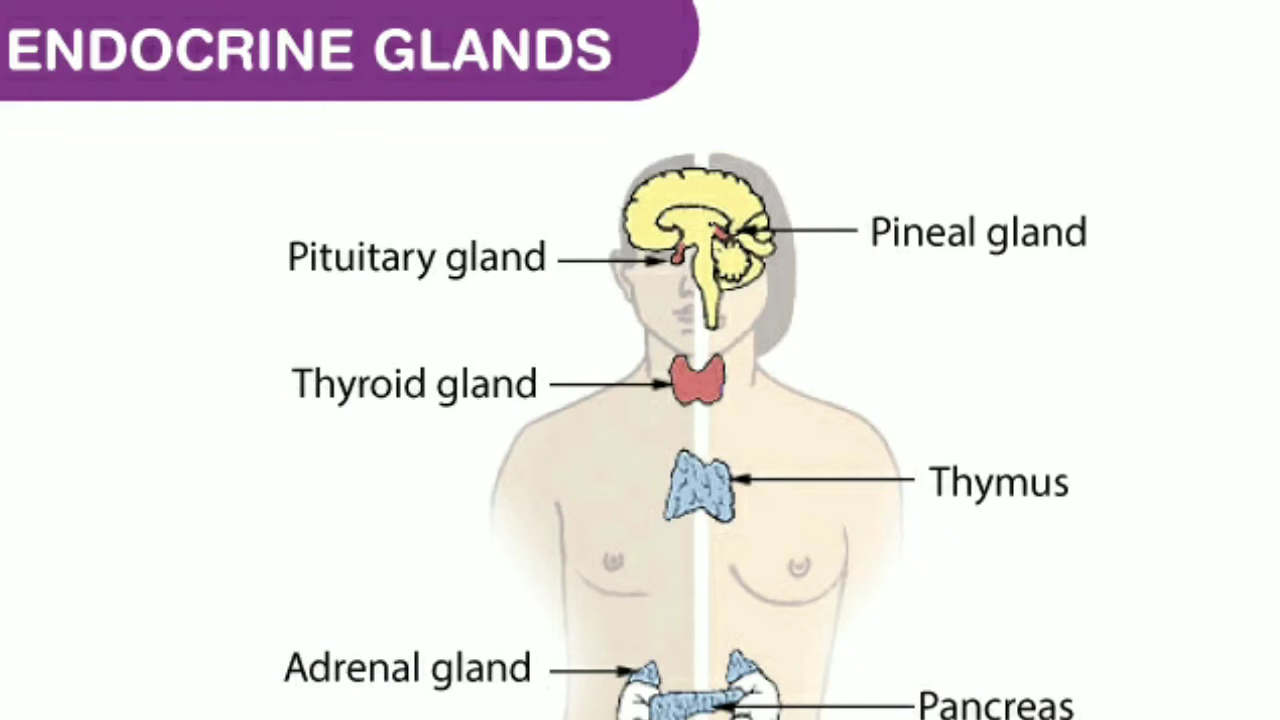 ENDOCRINE GLANDS
Pineal gland
Pituitary gland
Thyroid gland
Thymus
Adrenal gland
Pancreas